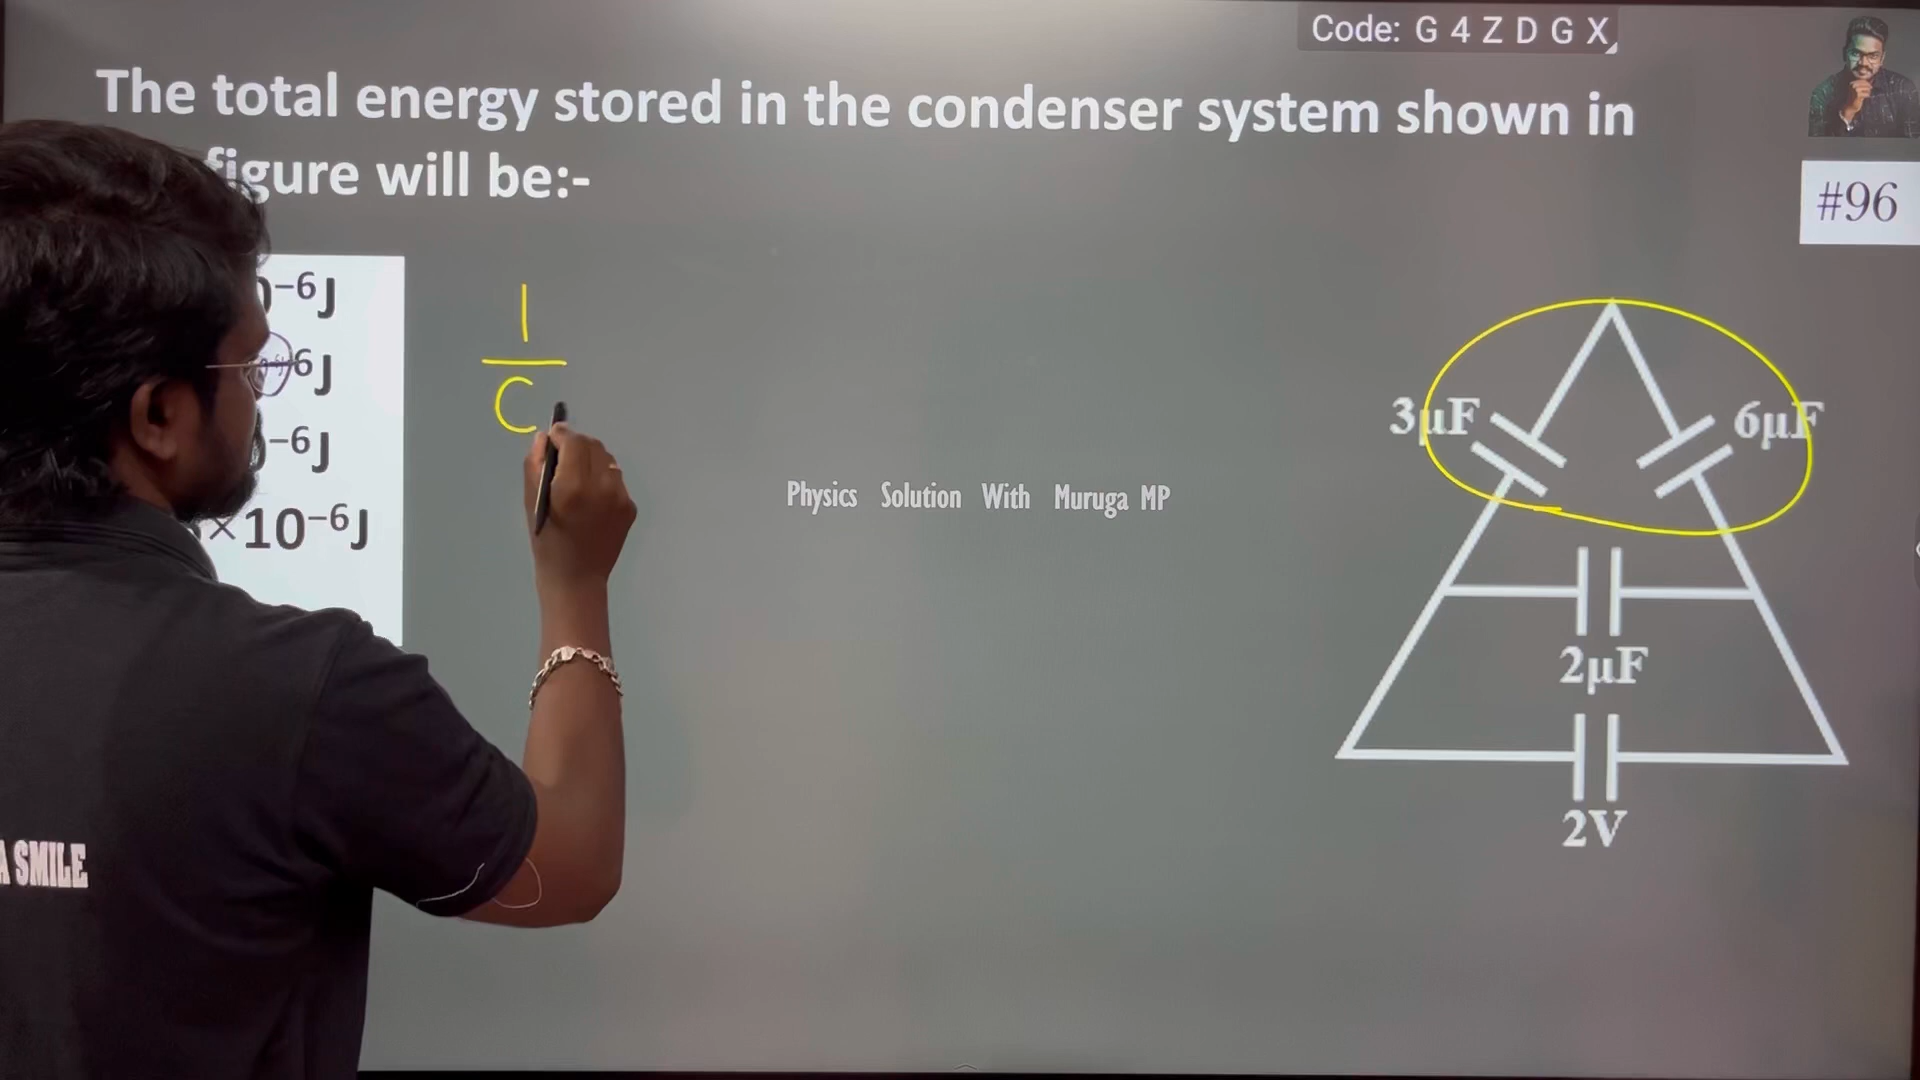 Code: G 4 Z D G X
The total energy stored in the condenser system shown in
figure will be:-
#96
⁻⁶J
6J
⁻⁶J
×10⁻⁶J
1
C
Physics Solution With Muruga MP
3μF
6μF
2μF
2V
A SMILE